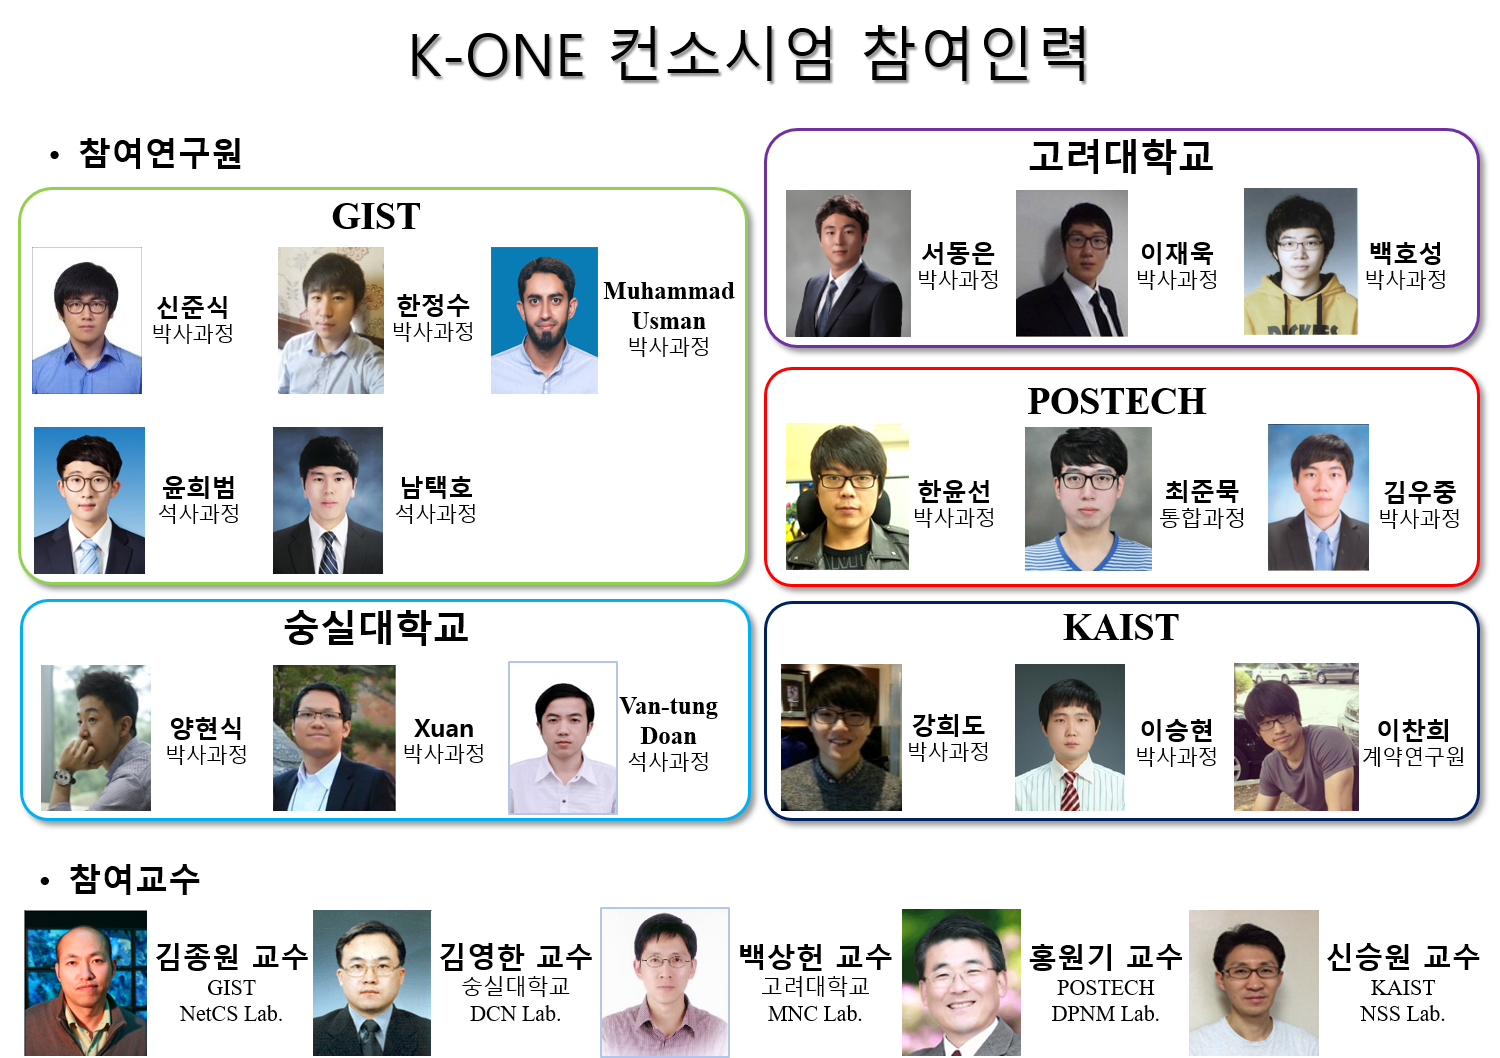 K-ONE 컨소시엄 참여인력
• 참여연구원
GIST
신준식
박사과정
한정수
박사과정
Muhammad
Usman
박사과정
윤희범
석사과정
남택호
석사과정
숭실대학교
양현식
박사과정
Xuan
박사과정
Van-tung
Doan
석사과정
고려대학교
서동은
박사과정
이재욱
박사과정
백호성
박사과정
POSTECH
한윤선
박사과정
최준묵
통합과정
김우중
박사과정
KAIST
강희도
박사과정
이승현
박사과정
이찬희
계약연구원
• 참여교수
김종원 교수
GIST
NetCS Lab.
김영한 교수
숭실대학교
DCN Lab.
백상헌 교수
고려대학교
MNC Lab.
홍원기 교수
POSTECH
DPNM Lab.
신승원 교수
KAIST
NSS Lab.